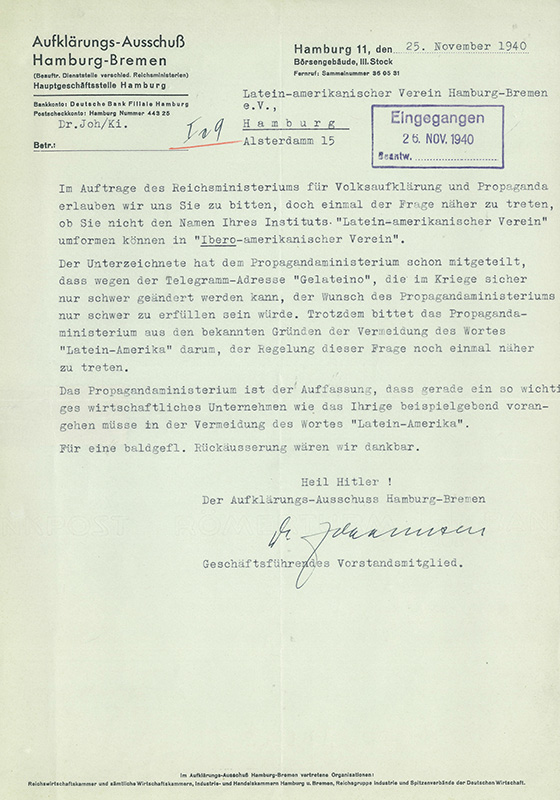 Aufklärungs-Ausschuß
Hamburg-Bremen
(Beauftr. Dienststelle verschied. Reichsministerien)
Hauptgeschäftsstelle Hamburg
Bankkonto: Deutsche Bank Filiale Hamburg
Postscheckkonto: Hamburg Nummer 443 25
Dr.Joh/Ki.
Betr.:
Hamburg 11, den 25. November 1940
Börsengebäude, III. Stock
Fernruf: Sammelnummer 36 05 31
Latein-amerikanischer Verein Hamburg-Bremen
e.V.,
Hamburg
Alsterdamm 15
Eingegangen
26 NOV. 1940
Beantw.
Im Auftrage des Reichsministeriums für Volksaufklärung und Propaganda
erlauben wir uns Sie zu bitten, doch einmal der Frage näher zu treten,
ob Sie nicht den Namen Ihres Instituts "Latein-amerikanischer Verein"
umformen können in "Ibero-amerikanischer Verein".
Der Unterzeichnete hat dem Propagandaministerium schon mitgeteilt,
dass wegen der Telegramm-Adresse "Gelateino", die im Kriege sicher
nur schwer geändert werden kann, der Wunsch des Propagandaministeriums
nur schwer zu erfüllen sein würde. Trotzdem bittet das Propaganda-
ministerium aus den bekannten Gründen der Vermeidung des Wortes
"Latein-Amerika" darum, der Regelung dieser Frage noch einmal näher
zu treten.
Das Propagandaministerium ist der Auffassung, dass gerade ein so wichti
ges wirtschaftliches Unternehmen wie das Ihrige beispielgebend voran-
gehen müsse in der Vermeidung des Wortes "Latein-Amerika".
Für eine baldgefl. Rückäusserung wären wir dankbar.
Heil Hitler !
Der Aufklärungs-Ausschuss Hamburg-Bremen
Dr. Johannsen
Geschäftsführendes Vorstandsmitglied.
Im Aufklärungs-Ausschuß Hamburg-Bremen vertretene Organisationen:
Reichswirtschaftskammer und sämtliche Wirtschaftskammern, Industrie- und Handelskammern Hamburg u. Bremen, Reichsgruppe Industrie und Spitzenverbände der Deutschen Wirtschaft.